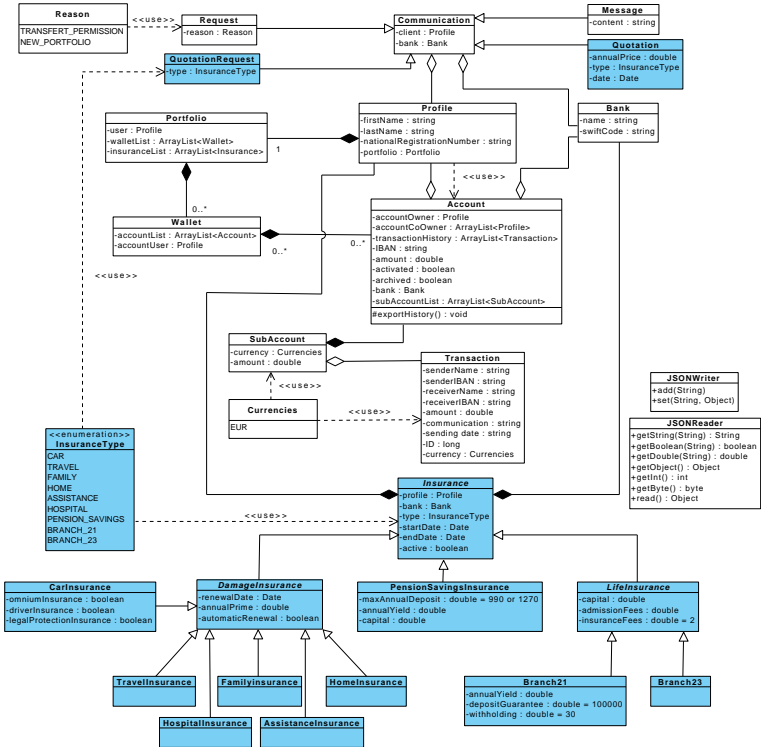 Reason
TRANSFERT_PERMISSION
NEW_PORTFOLIO
<<use>>
Request
-reason : Reason
Communication
-client : Profile
-bank : Bank
Message
-content : string
QuotationRequest
-type : InsuranceType
Quotation
-annualPrice : double
-type : InsuranceType
-date : Date
Portfolio
-user : Profile
-walletList : ArrayList<Wallet>
-insuranceList : ArrayList<Insurance>
1
Profile
-firstName : string
-lastName : string
-nationalRegistrationNumber : string
-portfolio : Portfolio
Bank
-name : string
-swiftCode : string
<<use>>
0..*
Wallet
-accountList : ArrayList<Account>
-accountUser : Profile
0..*
0..*
Account
-accountOwner : Profile
-accountCoOwner : ArrayList<Profile>
-transactionHistory : ArrayList<Transaction>
-IBAN : string
-amount : double
-activated : boolean
-archived : boolean
-bank : Bank
-subAccountList : ArrayList<SubAccount>
#exportHistory() : void
<<use>>
SubAccount
-currency : Currencies
-amount : double
<<use>>
Currencies
EUR
<<use>>
Transaction
-senderName : string
-senderIBAN : string
-receiverName : string
-receiverIBAN : string
-amount : double
-communication : string
-sending date : string
-ID : long
-currency : Currencies
JSONWriter
+add(String)
+set(String, Object)
JSONReader
+getString(String) : String
+getBoolean(String) : boolean
+getDouble(String) : double
+getObject() : Object
+getInt() : int
+getByte() : byte
+read() : Object
<<enumeration>>
InsuranceType
CAR
TRAVEL
FAMILY
HOME
ASSISTANCE
HOSPITAL
PENSION_SAVINGS
BRANCH_21
BRANCH_23
<<use>>
Insurance
-profile : Profile
-bank : Bank
-type : InsuranceType
-startDate : Date
-endDate : Date
-active : boolean
CarInsurance
-omniumInsurance : boolean
-driverInsurance : boolean
-legalProtectionInsurance : boolean
DamageInsurance
-renewalDate : Date
-annualPrime : double
-automaticRenewal : boolean
PensionSavingsInsurance
-maxAnnualDeposit : double = 990 or 1270
-annualYield : double
-capital : double
LifeInsurance
-capital : double
-admissionFees : double
-insuranceFees : double = 2
TravelInsurance
Familyinsurance
HomeInsurance
Branch21
-annualYield : double
-depositGuarantee : double = 100000
-withholding : double = 30
Branch23
HospitalInsurance
AssistanceInsurance